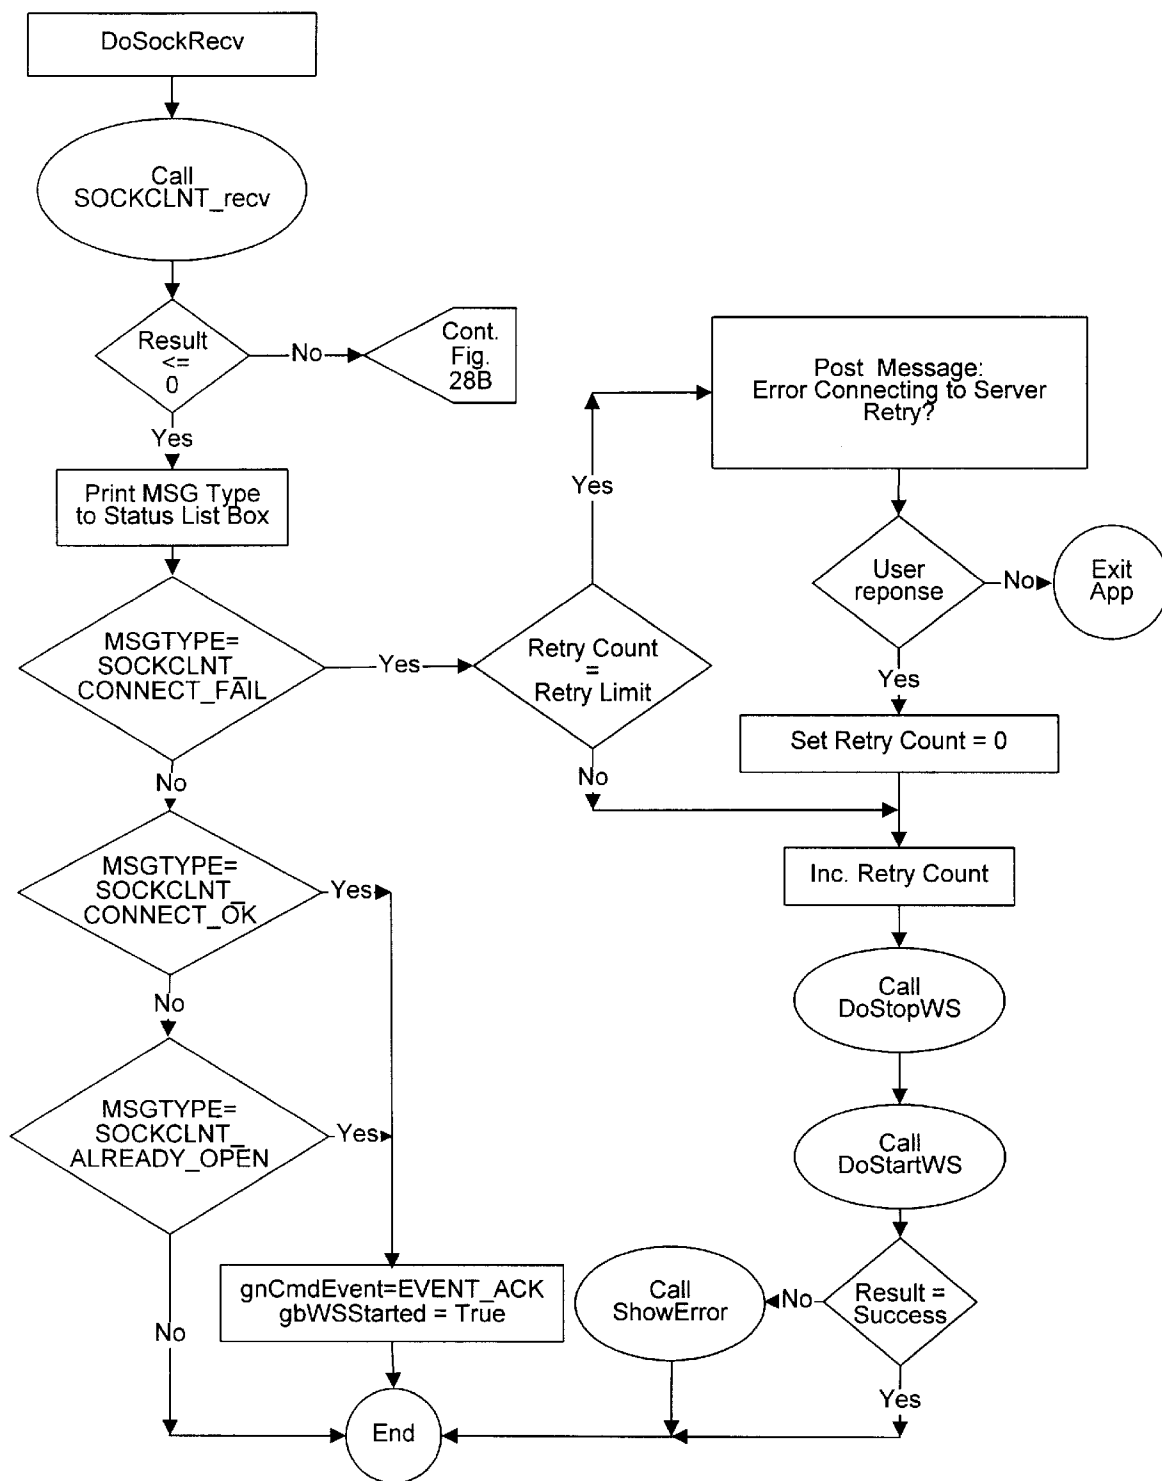 DoSockRecv
Call
SOCKCLNT_recv
Result
<=
0
No
Cont.
Fig.
28B
Yes
Print MSG Type
to Status List Box
MSGTYPE=
SOCKCLNT_
CONNECT_FAIL
Yes
Retry Count
=
Retry Limit
Yes
Post Message:
Error Connecting to Server
Retry?
User
reponse
No
Exit
App
Yes
Set Retry Count = 0
No
Inc. Retry Count
Call
DoStopWS
Call
DoStartWS
Result =
Success
No
Call
ShowError
Yes
No
MSGTYPE=
SOCKCLNT_
CONNECT_OK
Yes
No
MSGTYPE=
SOCKCLNT_
ALREADY_OPEN
Yes
gnCmdEvent=EVENT_ACK
gbWSStarted = True
No
End